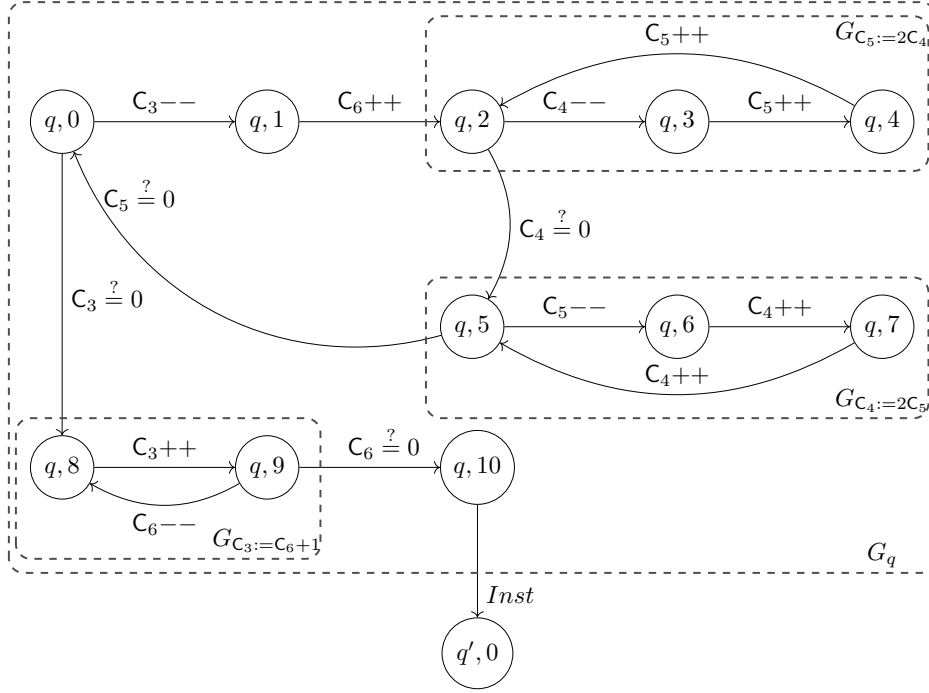 C₅++
G_{C₅:=2C₄}
q, 0
C₃−−
q, 1
C₆++
q, 2
C₄−−
q, 3
C₅++
q, 4
C₅ ≟ 0
C₄ ≟ 0
C₃ ≟ 0
q, 5
C₅−−
q, 6
C₄++
q, 7
C₄++
G_{C₄:=2C₅}
q, 8
C₃++
q, 9
C₆ ≟ 0
q, 10
C₆−−
G_{C₃:=C₆+1}
G_q
Inst
q′, 0